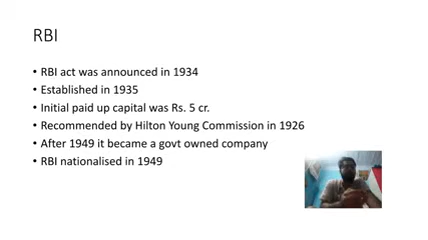 RBI
• RBI act was announced in 1934
• Established in 1935
• Initial paid up capital was Rs. 5 cr.
• Recommended by Hilton Young Commission in 1926
• After 1949 it became a govt owned company
• RBI nationalised in 1949